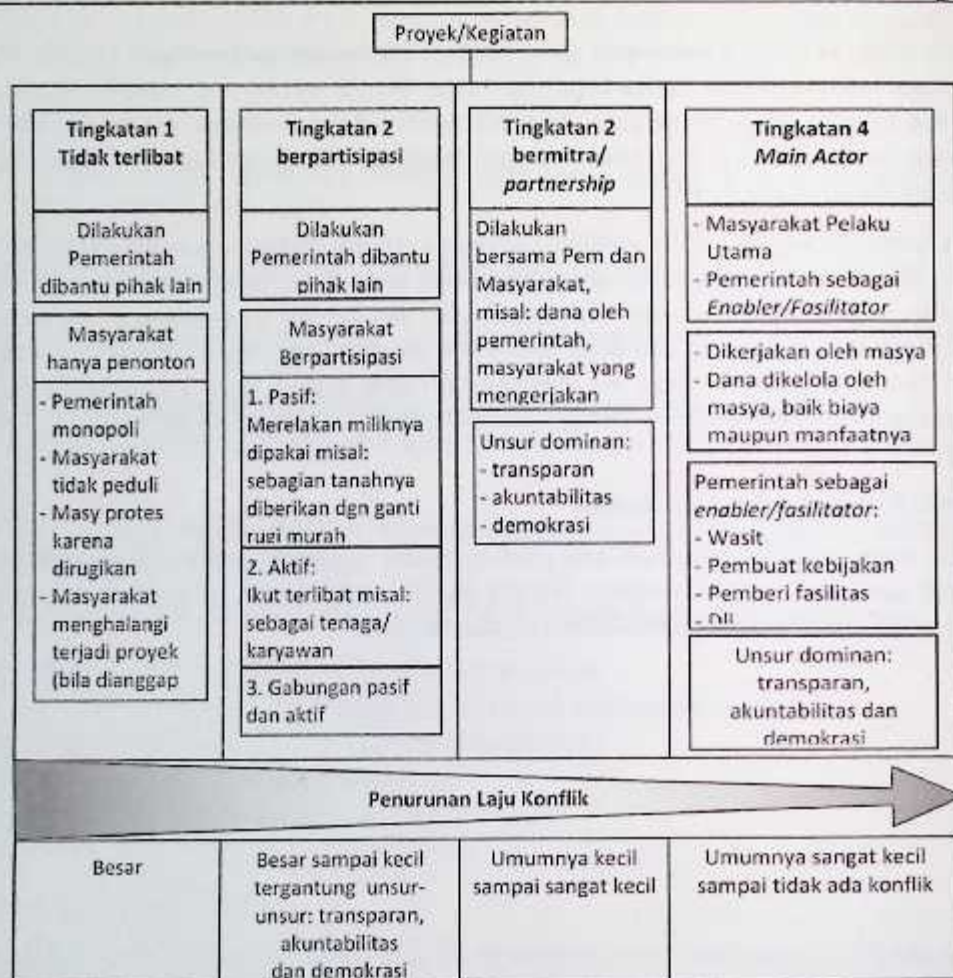 Proyek/Kegiatan
Tingkatan 1
Tidak terlibat
Dilakukan
Pemerintah
dibantu pihak lain
Masyarakat
hanya penonton
- Pemerintah
monopoli
- Masyarakat
tidak peduli
- Masy protes
karena
dirugikan
- Masyarakat
menghalangi
terjadi proyek
(bila dianggap
Tingkatan 2
berpartisipasi
Dilakukan
Pemerintah dibantu
pihak lain
Masyarakat
Berpartisipasi
1. Pasif:
Merelakan miliknya
dipakai misal:
sebagian tanahnya
diberikan dgn ganti
rugi murah
2. Aktif:
Ikut terlibat misal:
sebagai tenaga/
karyawan
3. Gabungan pasif
dan aktif
Tingkatan 2
bermitra/
partnership
Dilakukan
bersama Pem dan
Masyarakat,
misal: dana oleh
pemerintah,
masyarakat yang
mengerjakan
Unsur dominan:
- transparan
- akuntabilitas
- demokrasi
Tingkatan 4
Main Actor
- Masyarakat Pelaku
Utama
- Pemerintah sebagai
Enabler/Fasilitator
- Dikerjakan oleh masya
- Dana dikelola oleh
masya, baik biaya
maupun manfaatnya
Pemerintah sebagai
enabler/fasilitator:
- Wasit
- Pembuat kebijakan
- Pemberi fasilitas
- Dll
Unsur dominan:
transparan,
akuntabilitas dan
demokrasi
Penurunan Laju Konflik
Besar
Besar sampai kecil
tergantung unsur-
unsur: transparan,
akuntabilitas
dan demokrasi
Umumnya kecil
sampai sangat kecil
Umumnya sangat kecil
sampai tidak ada konflik